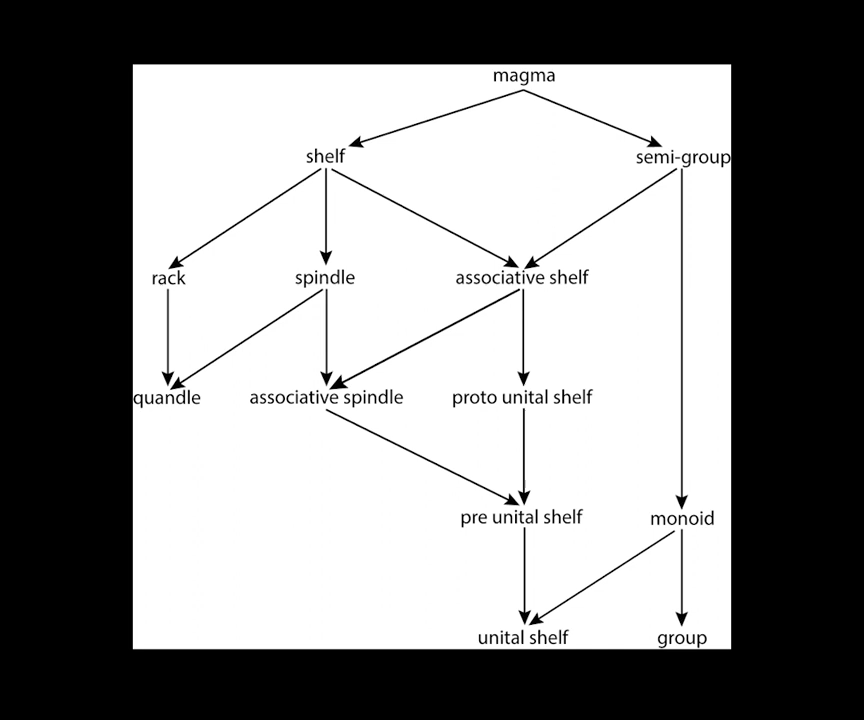 magma
shelf
semi-group
rack
spindle
associative shelf
quandle
associative spindle
proto unital shelf
pre unital shelf
monoid
unital shelf
group